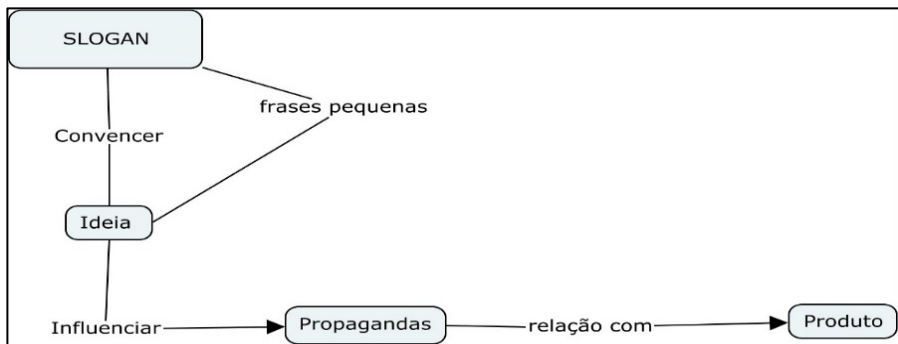 SLOGAN
frases pequenas
Convencer
Ideia
Influenciar
Propagandas
relação com
Produto